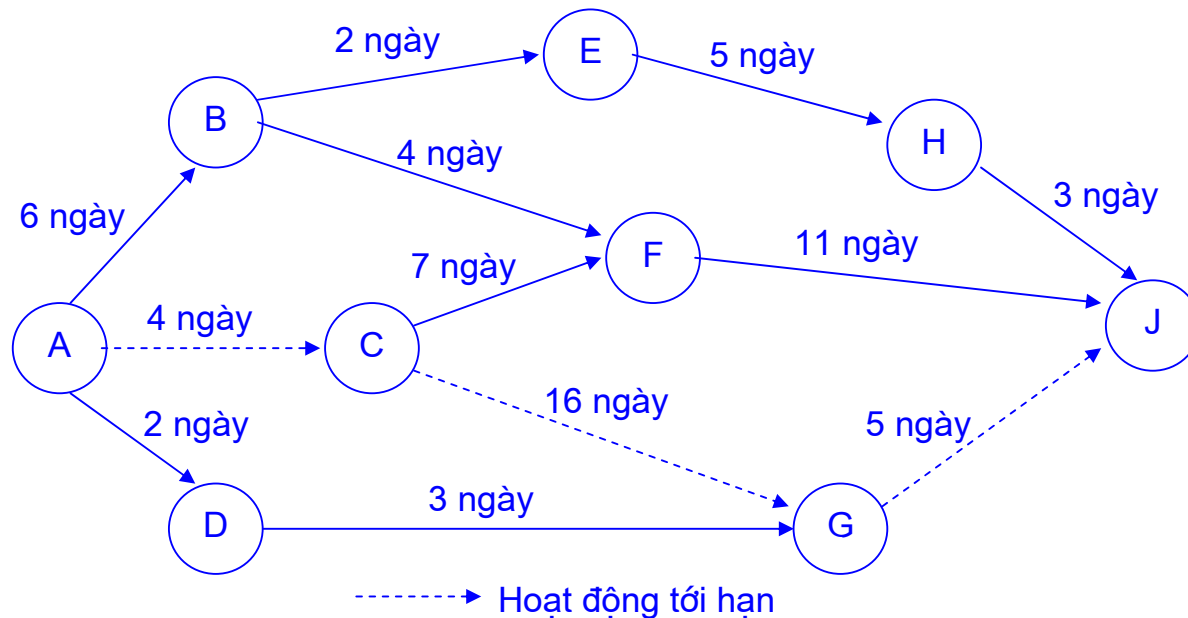 2 ngày
E
5 ngày
B
H
4 ngày
6 ngày
3 ngày
F
11 ngày
7 ngày
4 ngày
A
C
J
16 ngày
2 ngày
5 ngày
3 ngày
D
G
Hoạt động tới hạn